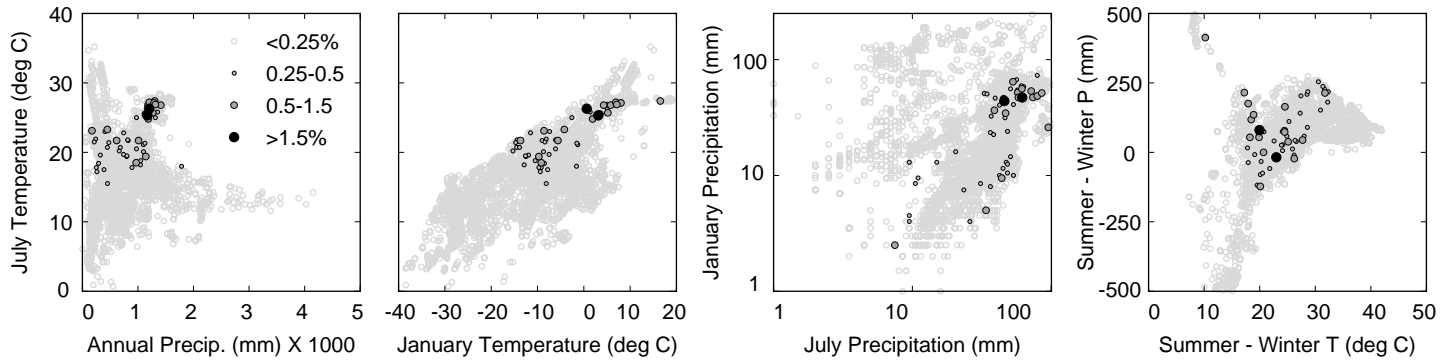 July Temperature (deg C)
40
30
20
10
0
0 1 2 3 4 5
Annual Precip. (mm) X 1000
<0.25%
0.25-0.5
0.5-1.5
>1.5%
-40 -30 -20 -10 0 10 20
January Temperature (deg C)
January Precipitation (mm)
100
10
1
1 10 100
July Precipitation (mm)
Summer - Winter P (mm)
500
250
0
-250
-500
0 10 20 30 40 50
Summer - Winter T (deg C)